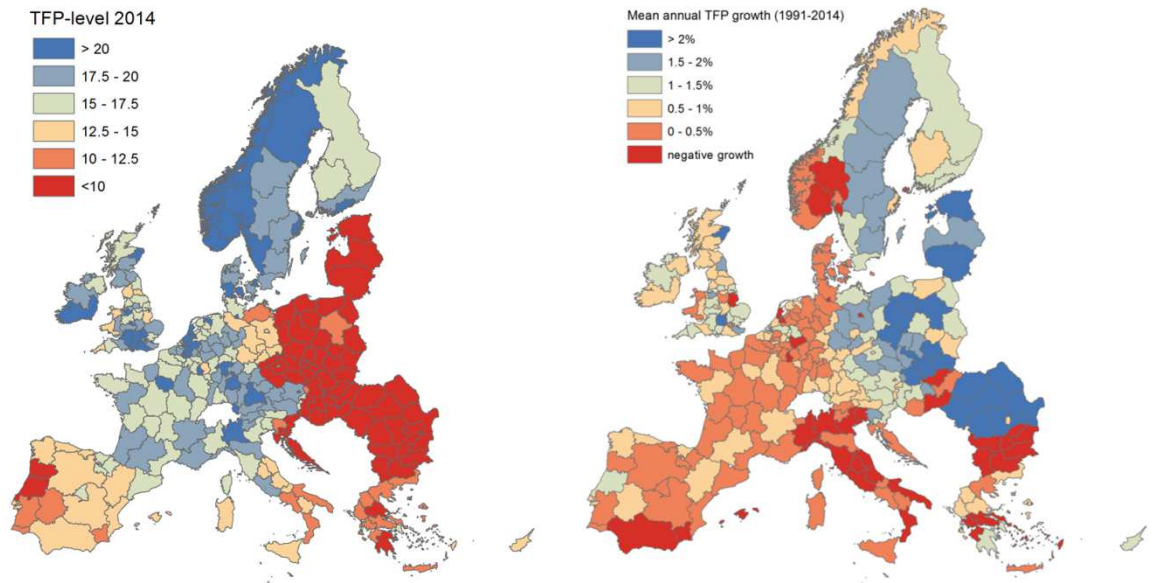 TFP-level 2014
> 20
17.5 - 20
15 - 17.5
12.5 - 15
10 - 12.5
<10
Mean annual TFP growth (1991-2014)
> 2%
1.5 - 2%
1 - 1.5%
0.5 - 1%
0 - 0.5%
negative growth